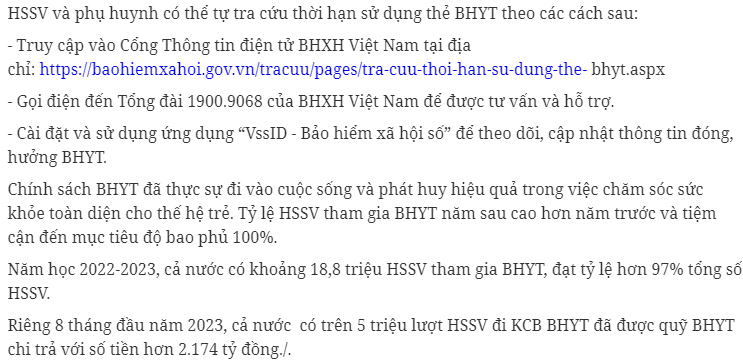 HSSV và phụ huynh có thể tự tra cứu thời hạn sử dụng thẻ BHYT theo các cách sau:
- Truy cập vào Cổng Thông tin điện tử BHXH Việt Nam tại địa
chỉ: https://baohiemxahoi.gov.vn/tracuu/pages/tra-cuu-thoi-han-su-dung-the- bhyt.aspx
- Gọi điện đến Tổng đài 1900.9068 của BHXH Việt Nam để được tư vấn và hỗ trợ.
- Cài đặt và sử dụng ứng dụng “VssID - Bảo hiểm xã hội số” để theo dõi, cập nhật thông tin đóng,
hưởng BHYT.
Chính sách BHYT đã thực sự đi vào cuộc sống và phát huy hiệu quả trong việc chăm sóc sức
khỏe toàn diện cho thế hệ trẻ. Tỷ lệ HSSV tham gia BHYT năm sau cao hơn năm trước và tiệm
cận đến mục tiêu độ bao phủ 100%.
Năm học 2022-2023, cả nước có khoảng 18,8 triệu HSSV tham gia BHYT, đạt tỷ lệ hơn 97% tổng số
HSSV.
Riêng 8 tháng đầu năm 2023, cả nước  có trên 5 triệu lượt HSSV đi KCB BHYT đã được quỹ BHYT
chi trả với số tiền hơn 2.174 tỷ đồng./.